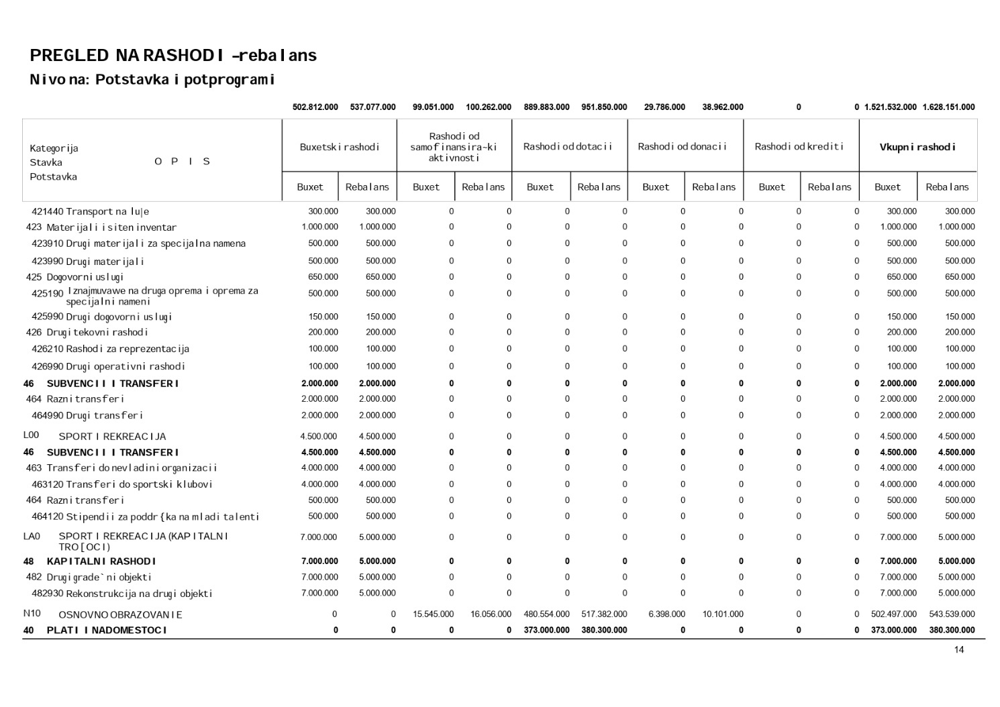 PREGLED NA RASHODI -rebalans
Nivo na: Potstavka i potprogrami
502.812.000 537.077.000 99.051.000 100.262.000 889.883.000 951.850.000 29.786.000 38.962.000 0 0 1.521.532.000 1.628.151.000
Kategorija
Stavka
Potstavka
O P I S
Buxetski rashodi
Rashodi od
samofinansira~ki
aktivnosti
Rashodi od dotacii
Rashodi od donacii
Rashodi od krediti
Vkupni rashodi
Buxet Rebalans Buxet Rebalans Buxet Rebalans Buxet Rebalans Buxet Rebalans Buxet Rebalans
421440 Transport na lu|e 300.000 300.000 0 0 0 0 0 0 0 0 300.000 300.000
423 Materijali i siten inventar 1.000.000 1.000.000 0 0 0 0 0 0 0 0 1.000.000 1.000.000
423910 Drugi materijali za specijalna namena 500.000 500.000 0 0 0 0 0 0 0 0 500.000 500.000
423990 Drugi materijali 500.000 500.000 0 0 0 0 0 0 0 0 500.000 500.000
425 Dogovorni uslugi 650.000 650.000 0 0 0 0 0 0 0 0 650.000 650.000
425190 Iznajmuvawe na druga oprema i oprema za
specijalni nameni 500.000 500.000 0 0 0 0 0 0 0 0 500.000 500.000
425990 Drugi dogovorni uslugi 150.000 150.000 0 0 0 0 0 0 0 0 150.000 150.000
426 Drugi tekovni rashodi 200.000 200.000 0 0 0 0 0 0 0 0 200.000 200.000
426210 Rashodi za reprezentacija 100.000 100.000 0 0 0 0 0 0 0 0 100.000 100.000
426990 Drugi operativni rashodi 100.000 100.000 0 0 0 0 0 0 0 0 100.000 100.000
46 SUBVENCII I TRANSFERI 2.000.000 2.000.000 0 0 0 0 0 0 0 0 2.000.000 2.000.000
464 Razni transferi 2.000.000 2.000.000 0 0 0 0 0 0 0 0 2.000.000 2.000.000
464990 Drugi transferi 2.000.000 2.000.000 0 0 0 0 0 0 0 0 2.000.000 2.000.000
L00 SPORT I REKREACIJA 4.500.000 4.500.000 0 0 0 0 0 0 0 0 4.500.000 4.500.000
46 SUBVENCII I TRANSFERI 4.500.000 4.500.000 0 0 0 0 0 0 0 0 4.500.000 4.500.000
463 Transferi do nevladini organizacii 4.000.000 4.000.000 0 0 0 0 0 0 0 0 4.000.000 4.000.000
463120 Transferi do sportski klubovi 4.000.000 4.000.000 0 0 0 0 0 0 0 0 4.000.000 4.000.000
464 Razni transferi 500.000 500.000 0 0 0 0 0 0 0 0 500.000 500.000
464120 Stipendii za poddr{ka na mladi talenti 500.000 500.000 0 0 0 0 0 0 0 0 500.000 500.000
LA0 SPORT I REKREACIJA (KAPITALNI
TRO[OCI) 7.000.000 5.000.000 0 0 0 0 0 0 0 0 7.000.000 5.000.000
48 KAPITALNI RASHODI 7.000.000 5.000.000 0 0 0 0 0 0 0 0 7.000.000 5.000.000
482 Drugi grade`ni objekti 7.000.000 5.000.000 0 0 0 0 0 0 0 0 7.000.000 5.000.000
482930 Rekonstrukcija na drugi objekti 7.000.000 5.000.000 0 0 0 0 0 0 0 0 7.000.000 5.000.000
N10 OSNOVNO OBRAZOVANIE 0 0 15.545.000 16.056.000 480.554.000 517.382.000 6.398.000 10.101.000 0 0 502.497.000 543.539.000
40 PLATI I NADOMESTOCI 0 0 0 0 373.000.000 380.300.000 0 0 0 0 373.000.000 380.300.000
14